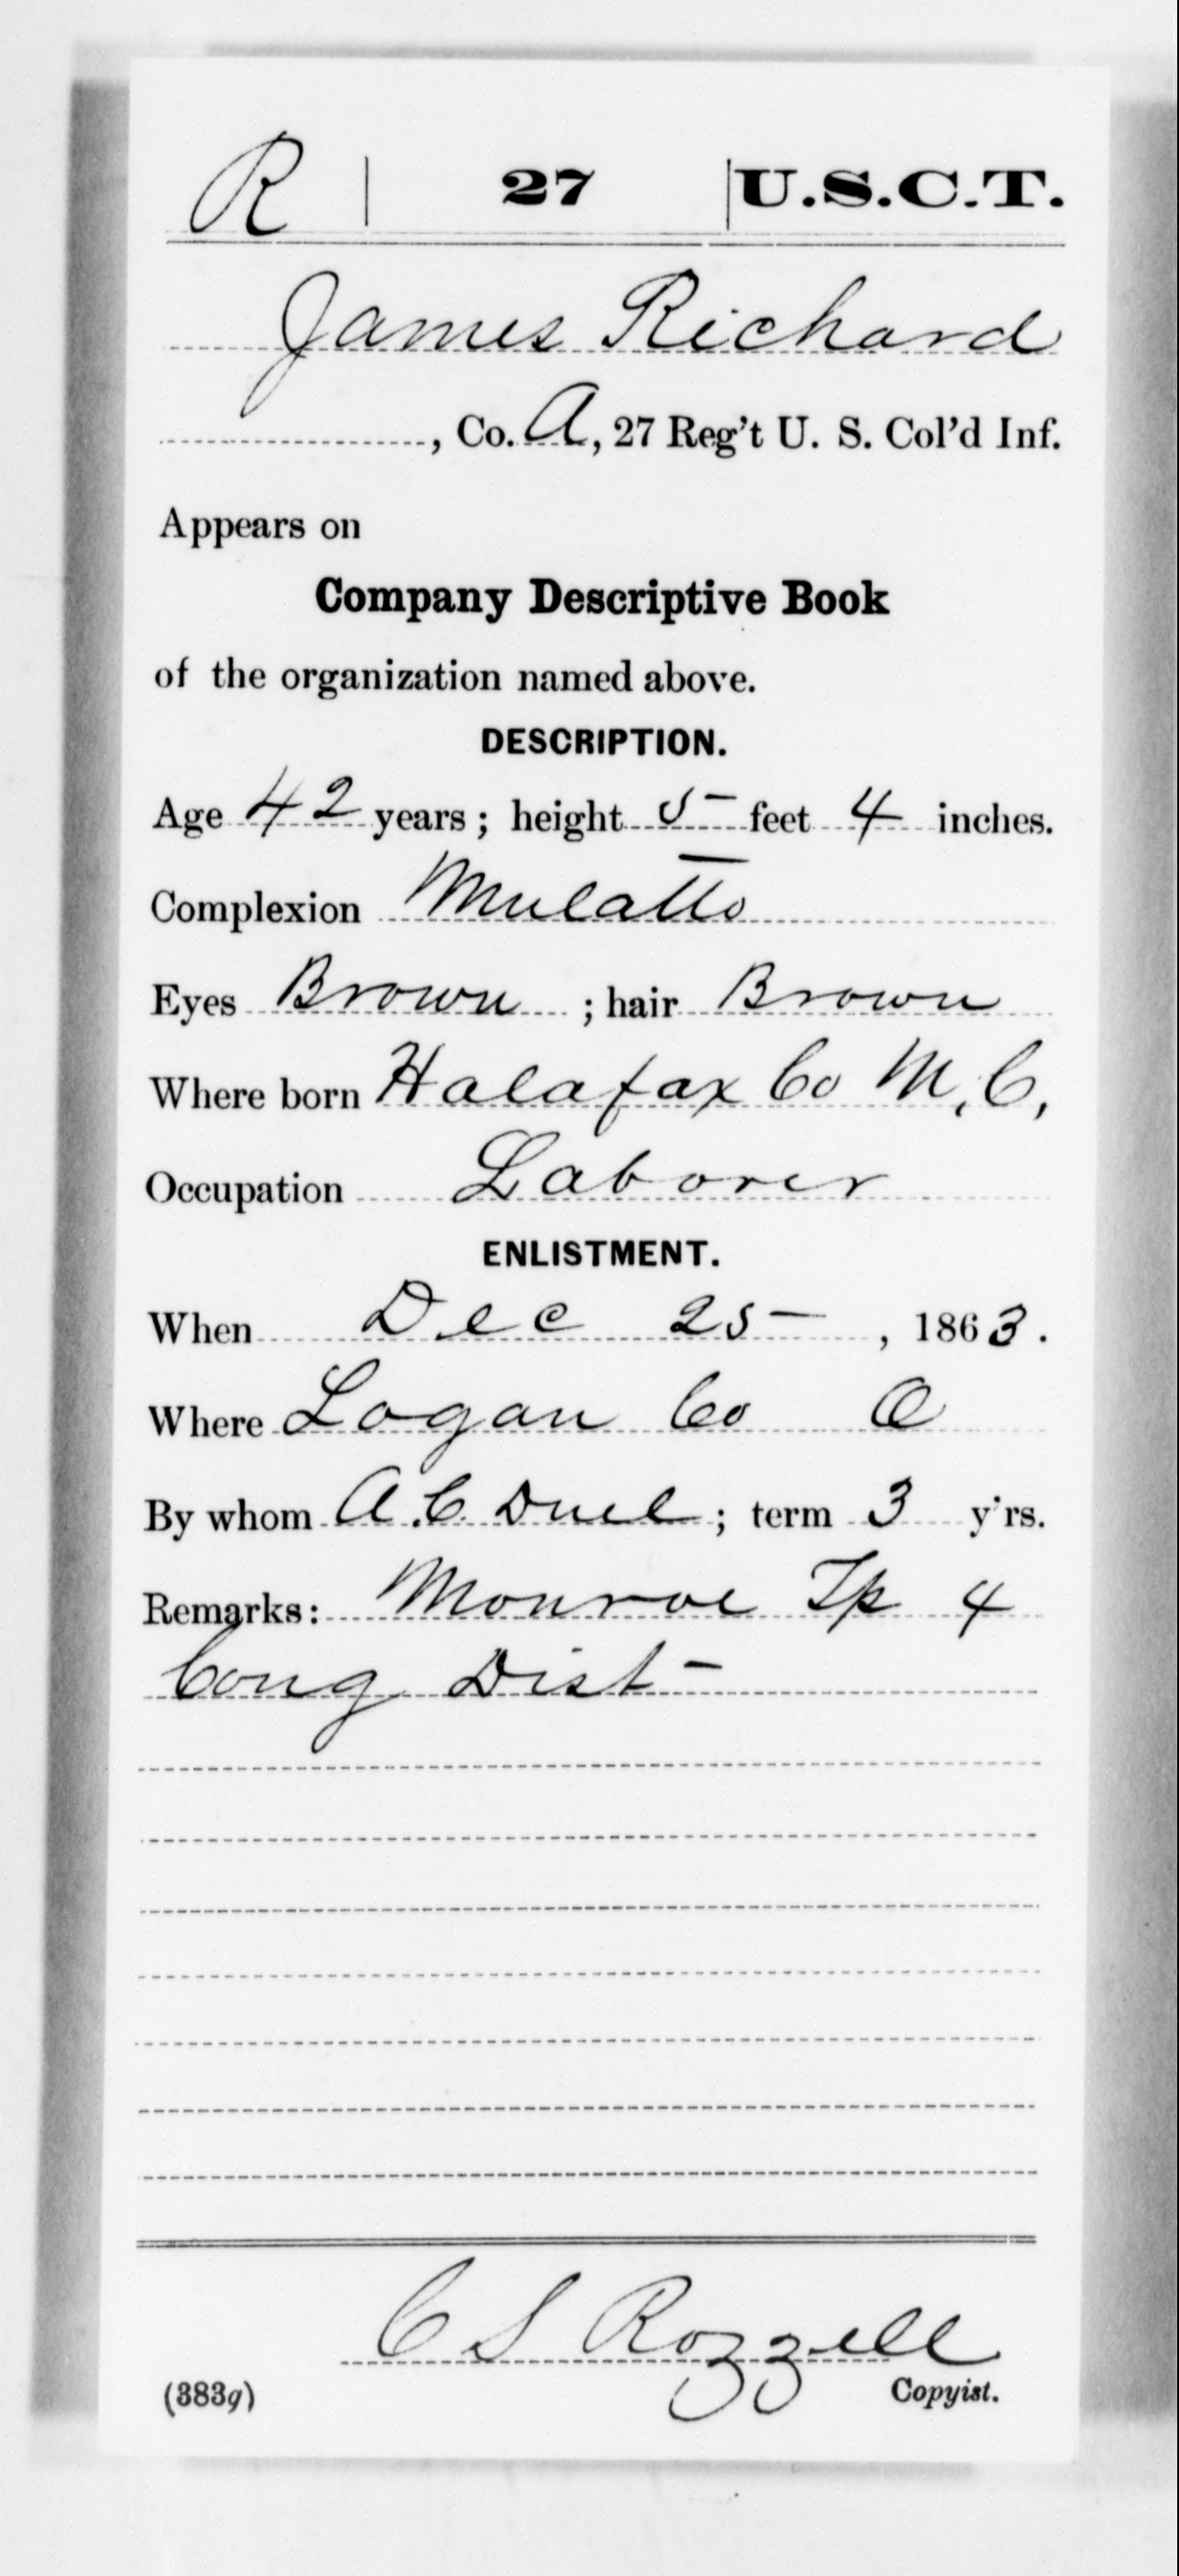 R | 27 | U.S.C.T.
James Richard
, Co. A, 27 Reg't U. S. Col'd Inf.
Appears on
Company Descriptive Book
of the organization named above.
DESCRIPTION.
Age 42 years; height 5 feet 4 inches.
Complexion Mulatto
Eyes Brown; hair Brown
Where born Halafax Co N.C,
Occupation Laborer
ENLISTMENT.
When Dec 25, 1863.
Where Logan Co O
By whom A.C. Duel; term 3 y'rs.
Remarks: Monroe Tp 4
Cong Dist
C S Rozzell
(383g) Copyist.